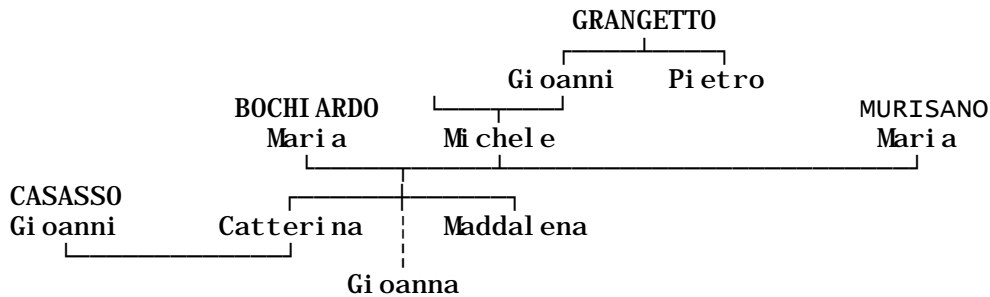 GRANGETTO
Gioanni Pietro
BOCHIARDO MURISANO
Maria Michele Maria
CASASSO
Gioanni Catterina Maddalena
Gioanna